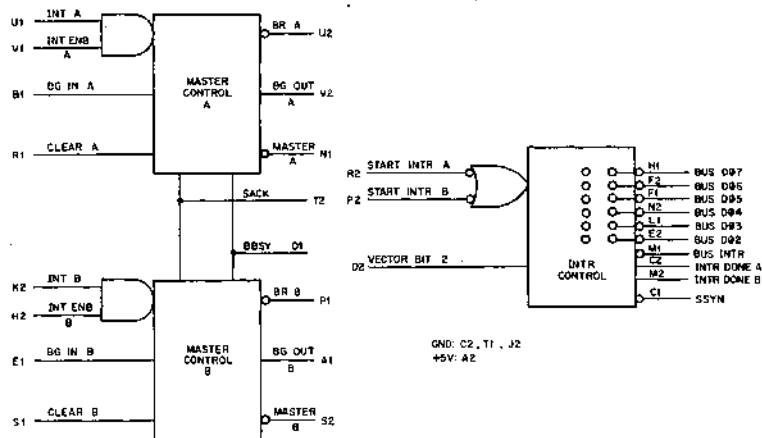 U1 INT A
V1 INT ENB A
BR A U2
B1 BG IN A
MASTER CONTROL A
BG OUT A V2
R1 CLEAR A
MASTER A N1
SACK T2
BBSY D1
K2 INT B
H2 INT ENB B
BR B P1
E1 BG IN B
MASTER CONTROL B
BG OUT B A1
S1 CLEAR B
MASTER B S2
R2 START INTR A
P2 START INTR B
D2 VECTOR BIT 2
INTR CONTROL
H1 BUS D07
F2 BUS D06
F1 BUS D05
N2 BUS D04
L1 BUS D03
E2 BUS D02
M1 BUS INTR
INTR DONE A
M2 INTR DONE B
C1 SSYN
GND: C2, T1, J2
+5V: A2